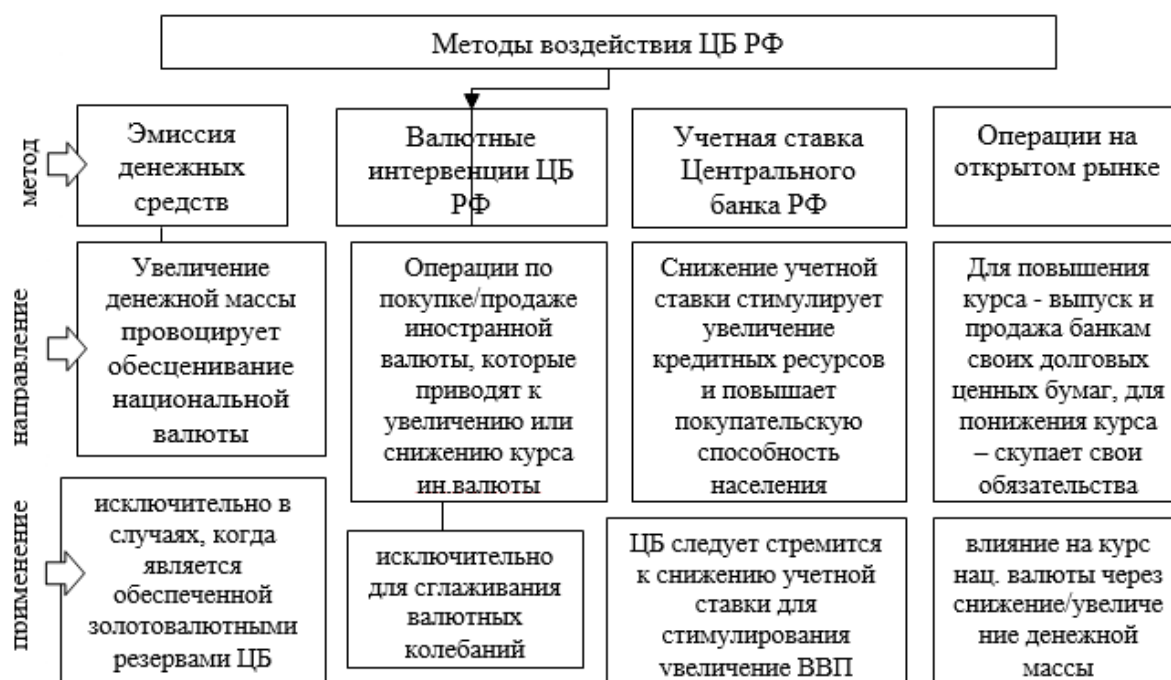 Методы воздействия ЦБ РФ
метод
Эмиссия
денежных
средств
Валютные
интервенции ЦБ
РФ
Учетная ставка
Центрального
банка РФ
Операции на
открытом рынке
направление
Увеличение
денежной массы
провоцирует
обесценивание
национальной
валюты
Операции по
покупке/продаже
иностранной
валюты, которые
приводят к
увеличению или
снижению курса
ин.валюты
Снижение учетной
ставки стимулирует
увеличение
кредитных ресурсов
и повышает
покупательскую
способность
населения
Для повышения
курса - выпуск и
продажа банкам
своих долговых
ценных бумаг, для
понижения курса
– скупает свои
обязательства
применение
исключительно в
случаях, когда
является
обеспеченной
золотовалютными
резервами ЦБ
исключительно
для сглаживания
валютных
колебаний
ЦБ следует стремится
к снижению учетной
ставки для
стимулирования
увеличение ВВП
влияние на курс
нац. валюты через
снижение/увеличе
ние денежной
массы